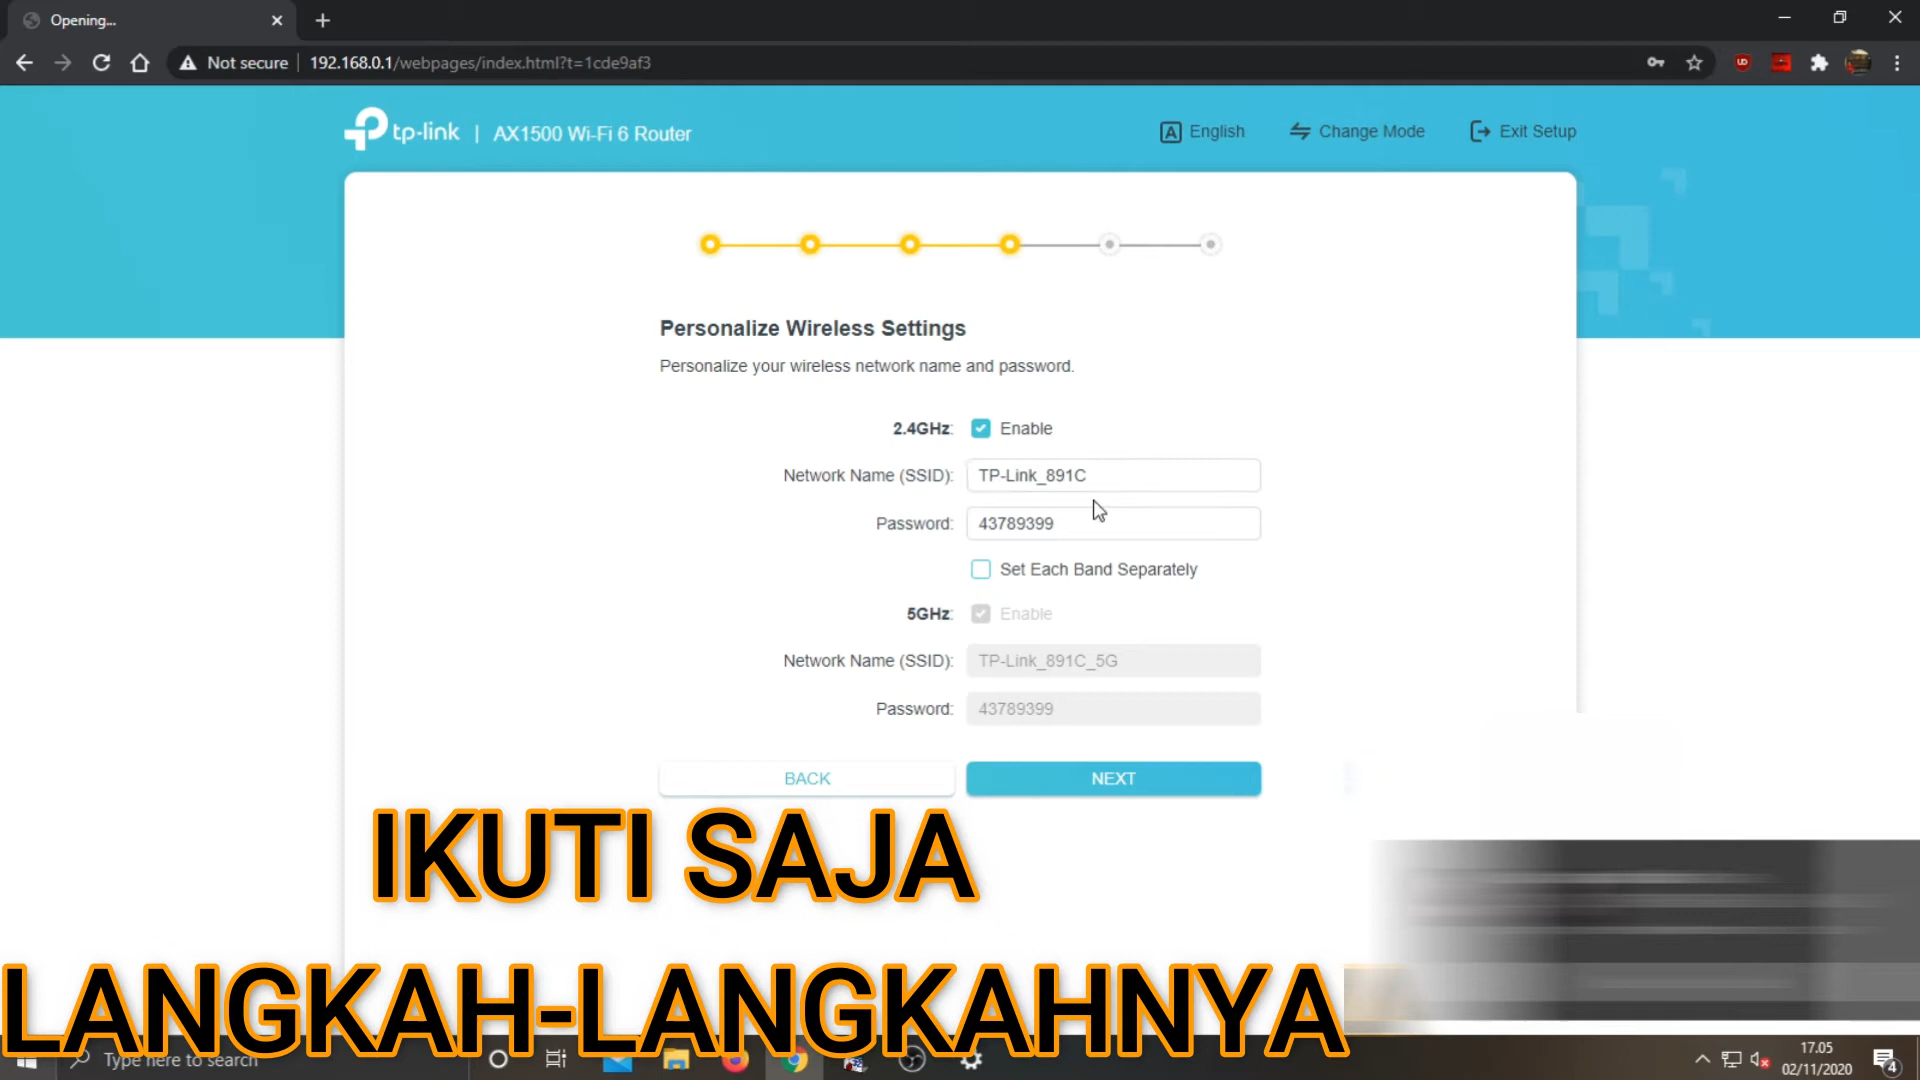 Opening...
Not secure
192.168.0.1/webpages/index.html?t=1cde9af3
tp-link | AX1500 Wi-Fi 6 Router
English
Change Mode
Exit Setup
Personalize Wireless Settings
Personalize your wireless network name and password.
2.4GHz: Enable
Network Name (SSID): TP-Link_891C
Password: 43789399
Set Each Band Separately
5GHz: Enable
Network Name (SSID): TP-Link_891C_5G
Password: 43789399
BACK
NEXT
IKUTI SAJA
LANGKAH-LANGKAHNYA
Type here to search
17.05
02/11/2020
4